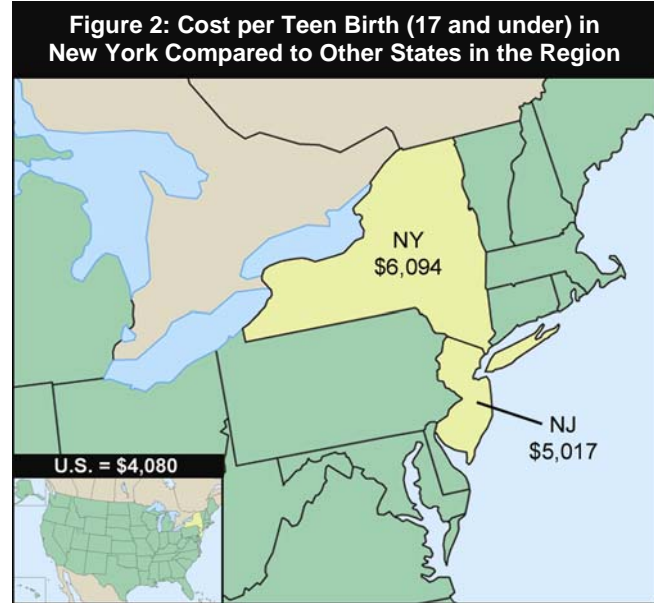 Figure 2: Cost per Teen Birth (17 and under) in
New York Compared to Other States in the Region
NY
$6,094
NJ
$5,017
U.S. = $4,080